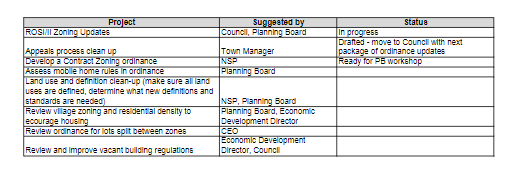 Project Suggested by Status
ROSI/II Zoning Updates Council, Planning Board In progress
Appeals process clean up Town Manager Drafted - move to Council with next
package of ordinance updates
Develop a Contract Zoning ordinance NSP Ready for PB workshop
Assess mobile home rules in ordinance Planning Board
Land use and definition clean-up (make sure all land
uses are defined, determine what new definitions and
standards are needed) NSP, Planning Board
Review village zoning and residential density to
ecourage housing Planning Board, Economic
Development Director
Review ordinance for lots split between zones CEO
Review and improve vacant building regulations Economic Development
Director, Council